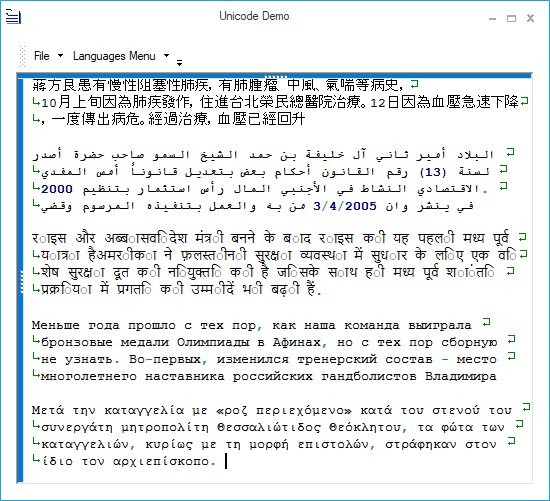 Unicode Demo
File Languages Menu
蔣方良患有慢性阻塞性肺疾，有肺腫瘤、中風、氣喘等病史，
10月上旬因為肺疾發作，住進台北榮民總醫院治療。12日因為血壓急速下降
，一度傳出病危。經過治療，血壓已經回升
أصدر حضرة صاحب السمو الشيخ حمد بن خليفة آل ثاني أمير البلاد
المفدي أمس قانوناً بتعديل بعض أحكام القانون رقم (13) لسنة
2000 بتنظيم استثمار رأس المال الأجنبي في النشاط الاقتصادي.
وقضي المرسوم بتنفيذه والعمل به من 3/4/2005 وان ينشر في
राइस और अब्बासविदेश मंत्री बनने के बाद राइस की यह पहली मध्य पूर्व
यात्रा हैअमरीका ने फ़लस्तीनी सुरक्षा व्यवस्था में सुधार के लिए एक वि
शेष सुरक्षा दूत की नियुक्ति की है जिसके साथ ही मध्य पूर्व शांति
प्रक्रिया में प्रगति की उम्मीदें भी बढ़ी हैं.
Меньше года прошло с тех пор, как наша команда выиграла
бронзовые медали Олимпиады в Афинах, но с тех пор сборную
не узнать. Во-первых, изменился тренерский состав - место
многолетнего наставника российских гандболистов Владимира
Μετά την καταγγελία με «ροζ περιεχόμενο» κατά του στενού του
συνεργάτη μητροπολίτη Θεσσαλιώτιδος Θεόκλητου, τα φώτα των
καταγγελιών, κυρίως με τη μορφή επιστολών, στράφηκαν στον
ίδιο τον αρχιεπίσκοπο.